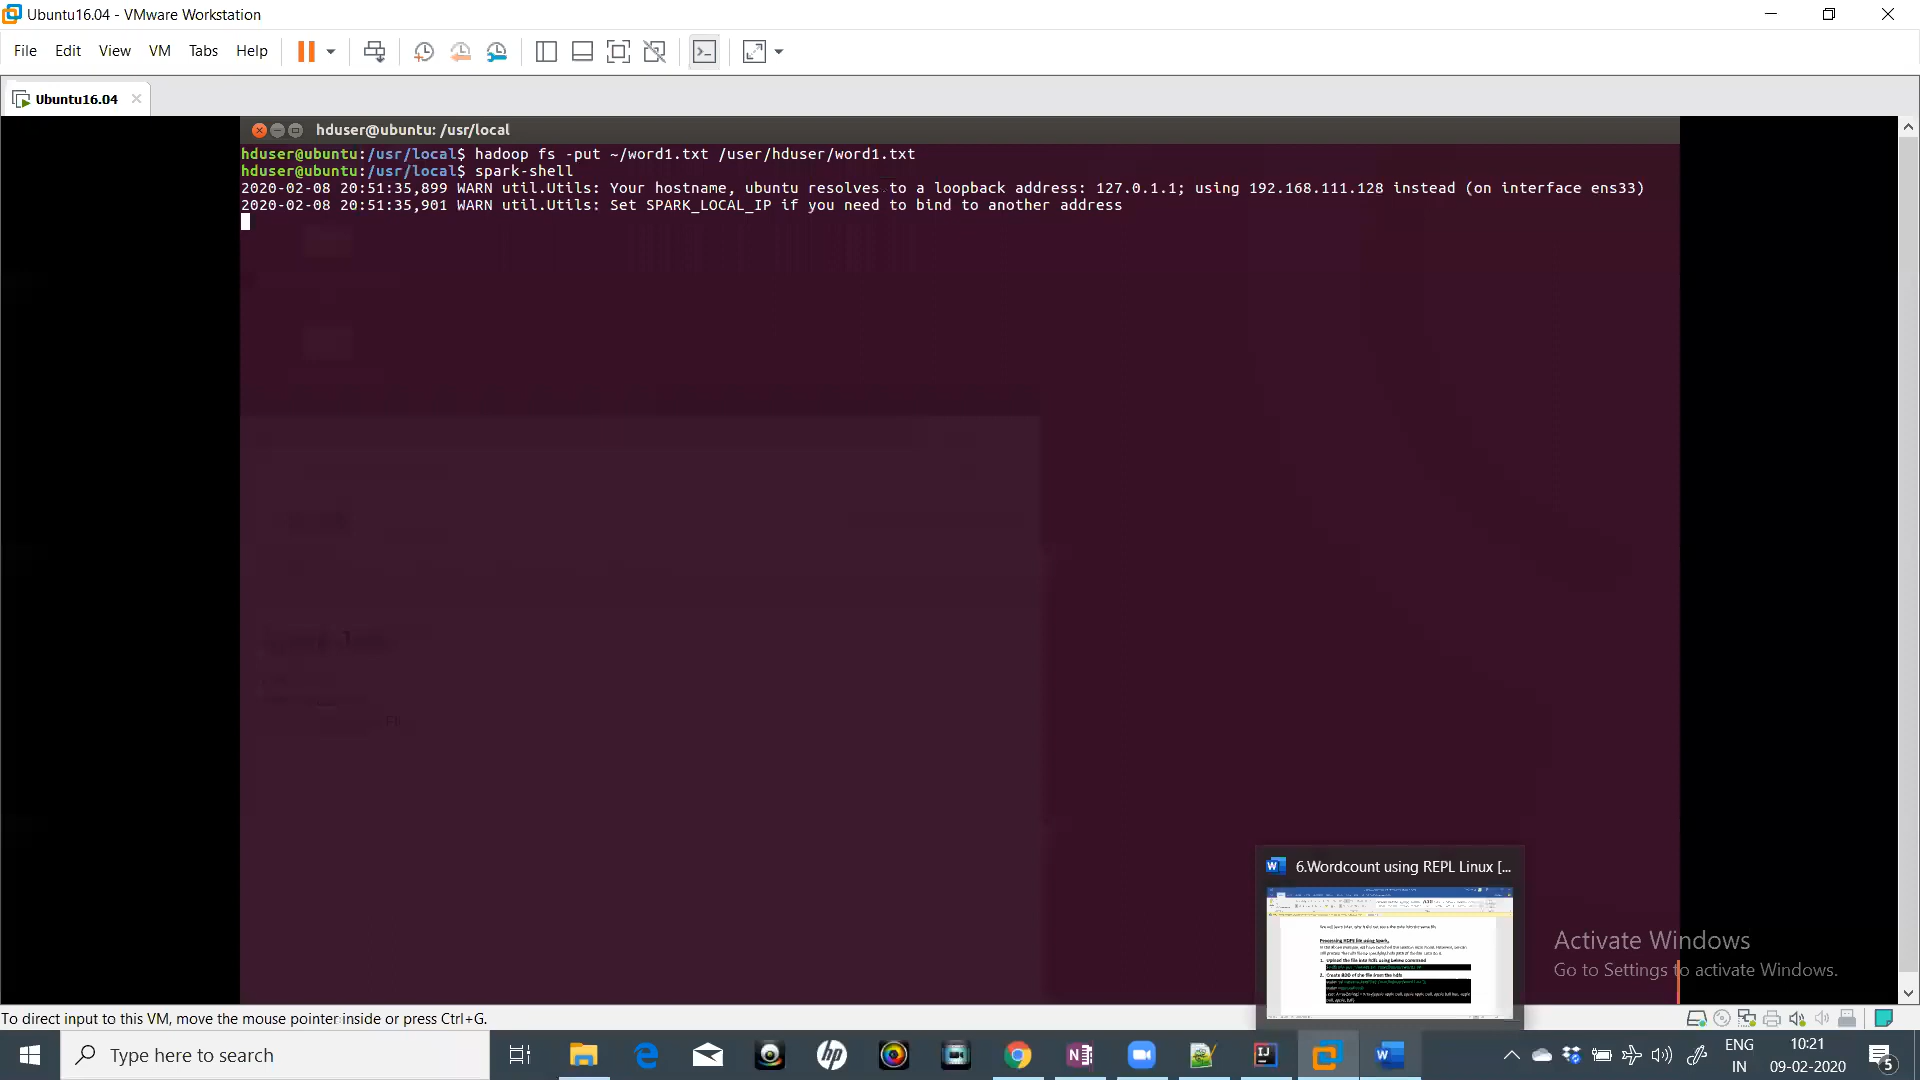 Ubuntu16.04 - VMware Workstation
File Edit View VM Tabs Help
Ubuntu16.04
hduser@ubuntu: /usr/local
hduser@ubuntu:/usr/local$ hadoop fs -put ~/word1.txt /user/hduser/word1.txt
hduser@ubuntu:/usr/local$ spark-shell
2020-02-08 20:51:35,899 WARN util.Utils: Your hostname, ubuntu resolves to a loopback address: 127.0.1.1; using 192.168.111.128 instead (on interface ens33)
2020-02-08 20:51:35,901 WARN util.Utils: Set SPARK_LOCAL_IP if you need to bind to another address
6.Wordcount using REPL Linux [...
Processing HDFS file using Spark.
Activate Windows
Go to Settings to activate Windows.
To direct input to this VM, move the mouse pointer inside or press Ctrl+G.
Type here to search
ENG
IN
10:21
09-02-2020
5